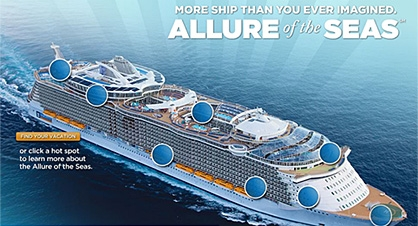 MORE SHIP THAN YOU EVER IMAGINED.
ALLURE of the SEAS℠
FIND YOUR VACATION
or click a hot spot
to learn more about
the Allure of the Seas.